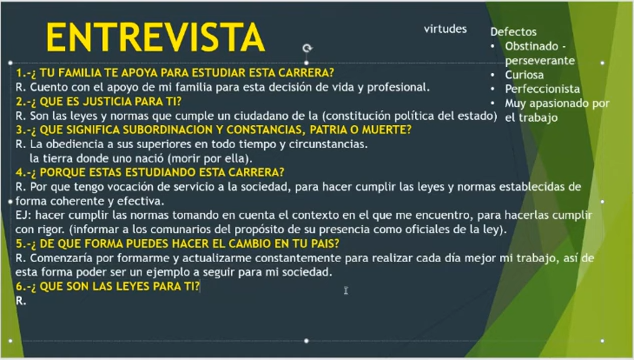 ENTREVISTA
virtudes
Defectos
• Obstinado -
perseverante
• Curiosa
• Perfeccionista
• Muy apasionado por
el trabajo
1.-¿ TU FAMILIA TE APOYA PARA ESTUDIAR ESTA CARRERA?
R. Cuento con el apoyo de mi familia para esta decisión de vida y profesional.
2.-¿ QUE ES JUSTICIA PARA TI?
R. Son las leyes y normas que cumple un ciudadano de la (constitución política del estado)
3.-¿ QUE SIGNIFICA SUBORDINACION Y CONSTANCIAS, PATRIA O MUERTE?
R. La obediencia a sus superiores en todo tiempo y circunstancias.
la tierra donde uno nació (morir por ella).
4.-¿ PORQUE ESTAS ESTUDIANDO ESTA CARRERA?
R. Por que tengo vocación de servicio a la sociedad, para hacer cumplir las leyes y normas establecidas de
forma coherente y efectiva.
EJ: hacer cumplir las normas tomando en cuenta el contexto en el que me encuentro, para hacerlas cumplir
con rigor. (informar a los comunarios del propósito de su presencia como oficiales de la ley).
5.-¿ DE QUE FORMA PUEDES HACER EL CAMBIO EN TU PAIS?
R. Comenzaría por formarme y actualizarme constantemente para realizar cada día mejor mi trabajo, así de
esta forma poder ser un ejemplo a seguir para mi sociedad.
6.-¿ QUE SON LAS LEYES PARA TI?
R.